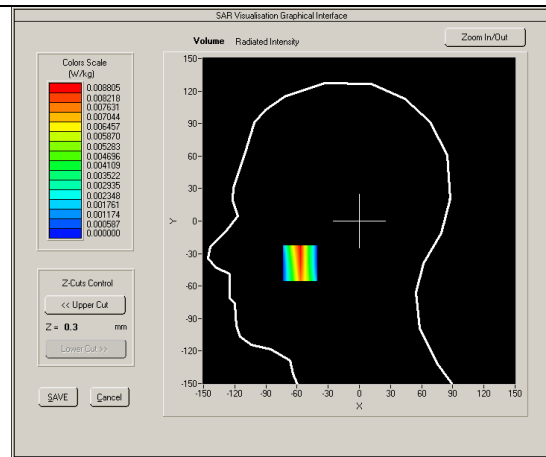 SAR Visualisation Graphical Interface
Volume Radiated Intensity
Zoom In/Out
Colors Scale
(W/kg)
0.008805
0.008218
0.007631
0.007044
0.006457
0.005870
0.005283
0.004696
0.004109
0.003522
0.002935
0.002348
0.001761
0.001174
0.000587
0.000000
Z-Cuts Control
<< Upper Cut
Z = 0.3 mm
Lower Cut >>
SAVE
Cancel
150
120
90
60
30
0
-30
-60
-90
-120
-150
Y
-150 -120 -90 -60 -30 0 30 60 90 120 150
X